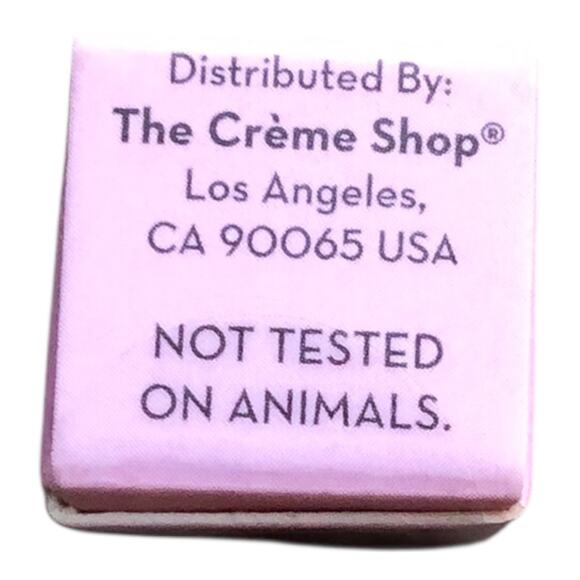 Distributed By:
The Crème Shop®
Los Angeles,
CA 90065 USA
NOT TESTED
ON ANIMALS.